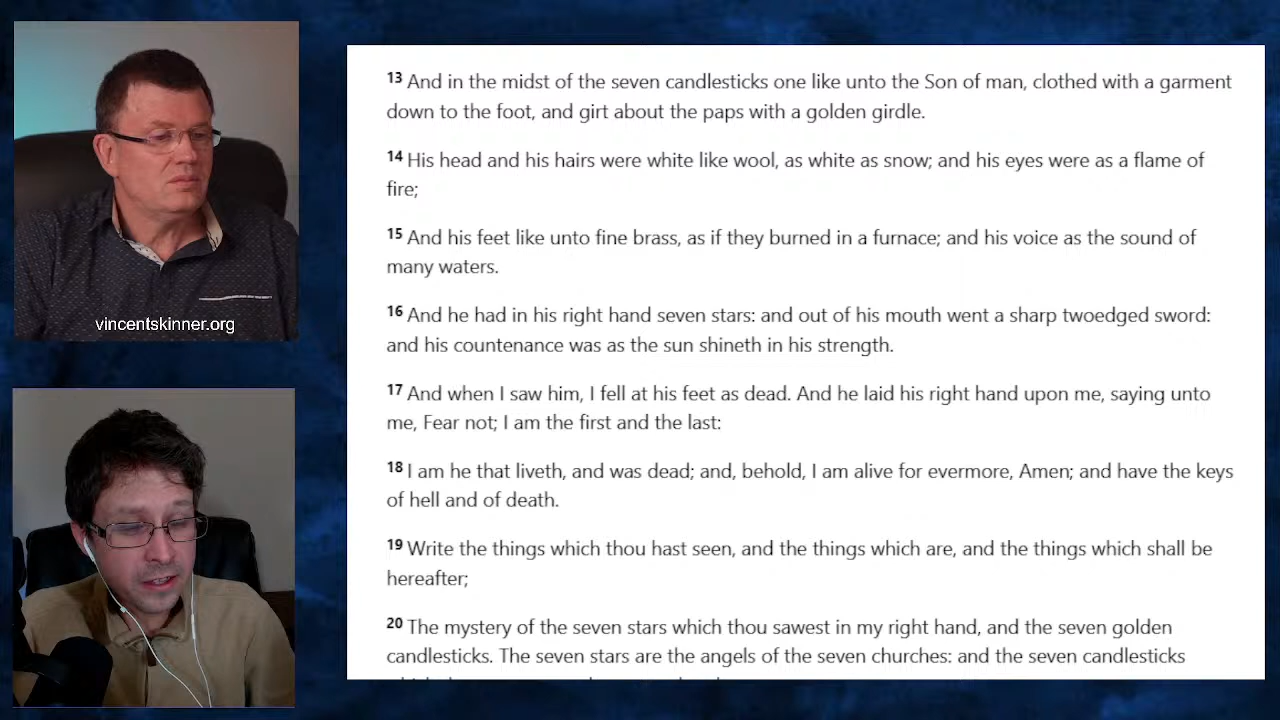 13 And in the midst of the seven candlesticks one like unto the Son of man, clothed with a garment
down to the foot, and girt about the paps with a golden girdle.
14 His head and his hairs were white like wool, as white as snow; and his eyes were as a flame of
fire;
15 And his feet like unto fine brass, as if they burned in a furnace; and his voice as the sound of
many waters.
16 And he had in his right hand seven stars: and out of his mouth went a sharp twoedged sword:
and his countenance was as the sun shineth in his strength.
17 And when I saw him, I fell at his feet as dead. And he laid his right hand upon me, saying unto
me, Fear not; I am the first and the last:
18 I am he that liveth, and was dead; and, behold, I am alive for evermore, Amen; and have the keys
of hell and of death.
19 Write the things which thou hast seen, and the things which are, and the things which shall be
hereafter;
20 The mystery of the seven stars which thou sawest in my right hand, and the seven golden
candlesticks. The seven stars are the angels of the seven churches: and the seven candlesticks
vincentskinner.org